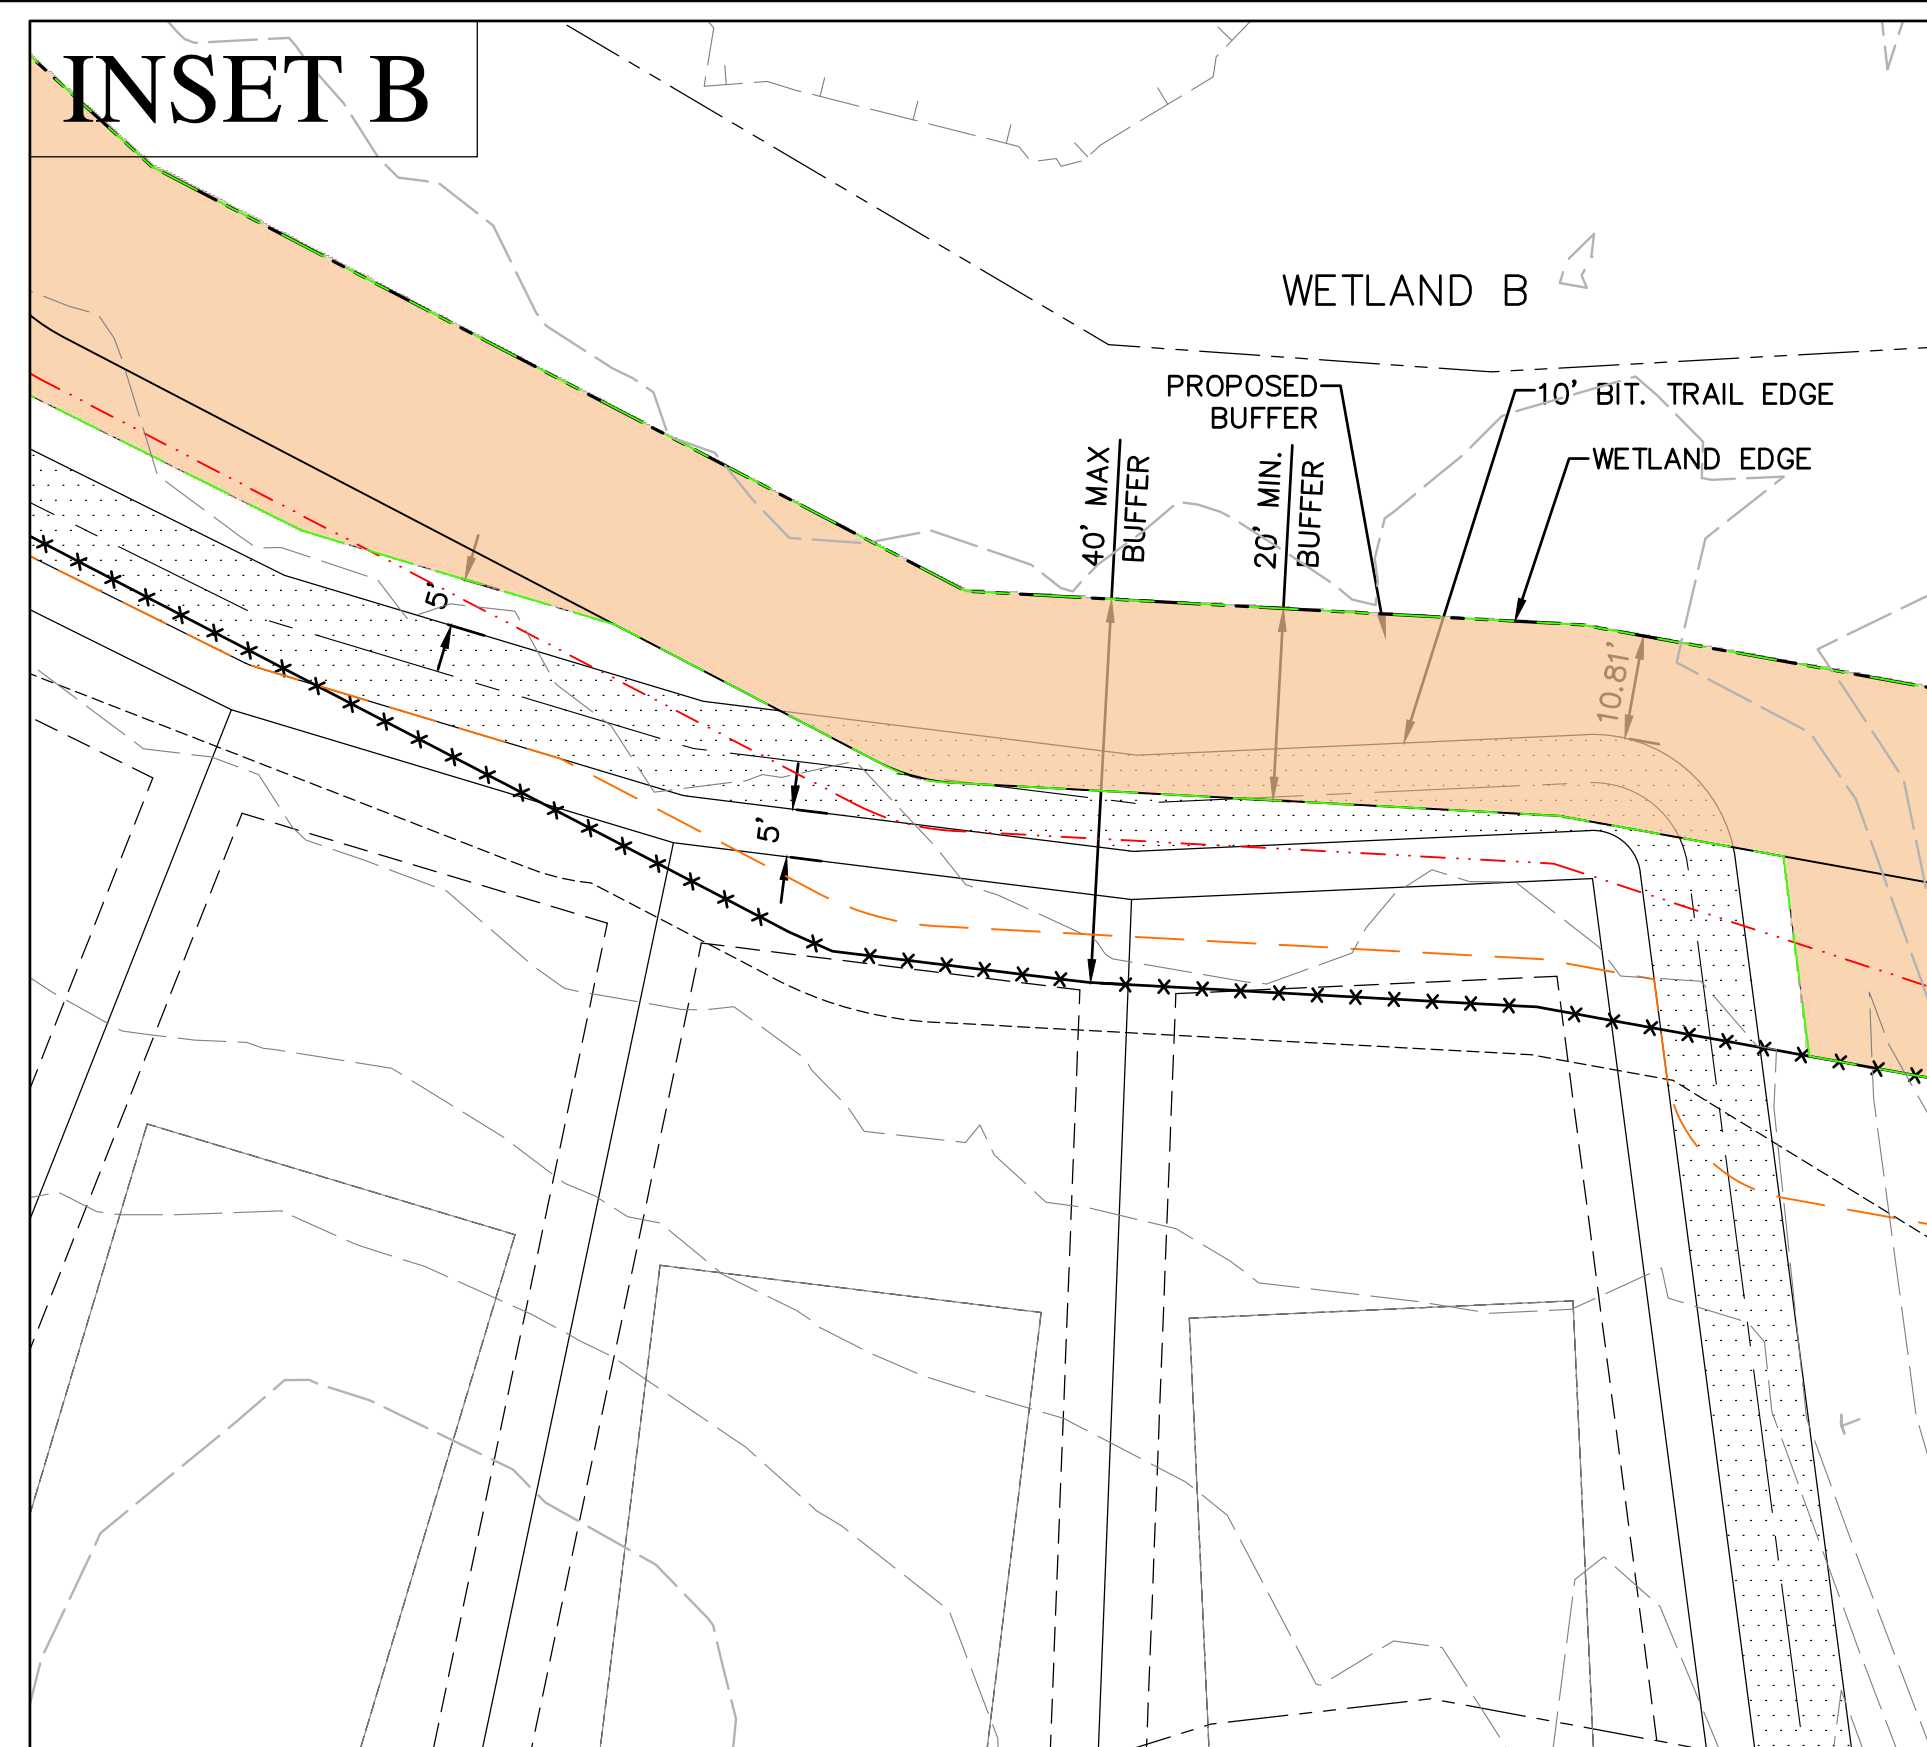 INSET B
WETLAND B
PROPOSED
BUFFER
10' BIT. TRAIL EDGE
WETLAND EDGE
40' MAX
BUFFER
20' MIN.
BUFFER
5'
10.81'
5'